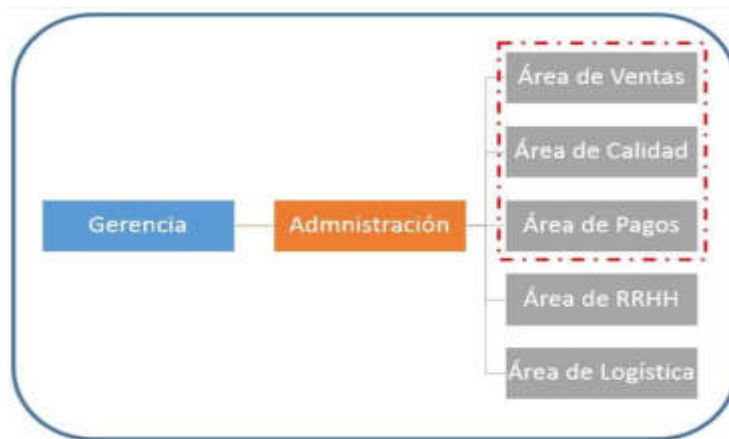 Área de Ventas
Área de Calidad
Gerencia
Admnistración
Área de Pagos
Área de RRHH
Área de Logística